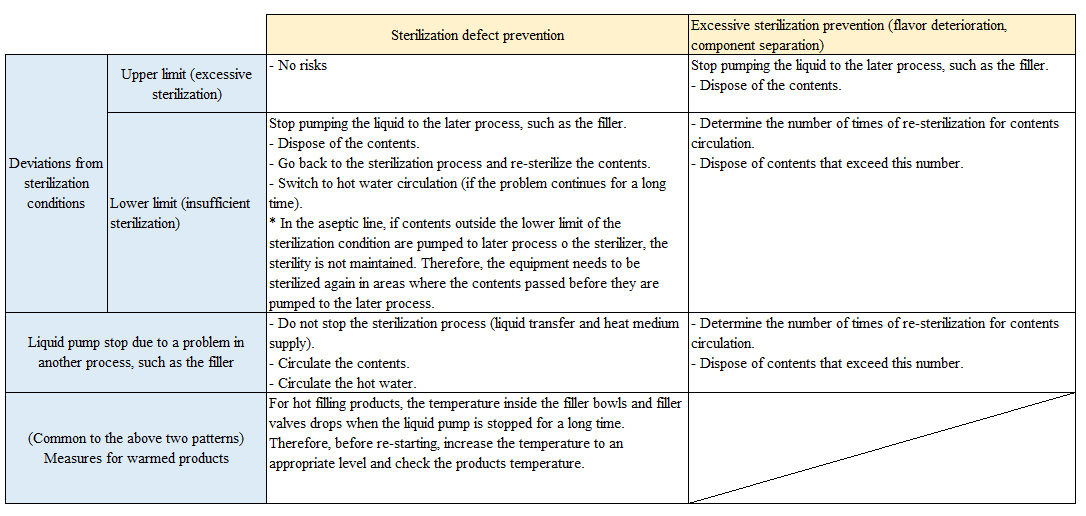 Sterilization defect prevention
Excessive sterilization prevention (flavor deterioration,
component separation)
Deviations from
sterilization
conditions
Upper limit (excessive
sterilization)
- No risks
Stop pumping the liquid to the later process, such as the filler.
- Dispose of the contents.
Lower limit (insufficient
sterilization)
Stop pumping the liquid to the later process, such as the filler.
- Dispose of the contents.
- Go back to the sterilization process and re-sterilize the contents.
- Switch to hot water circulation (if the problem continues for a long
time).
* In the aseptic line, if contents outside the lower limit of the
sterilization condition are pumped to later process o the sterilizer, the
sterility is not maintained. Therefore, the equipment needs to be
sterilized again in areas where the contents passed before they are
pumped to the later process.
- Determine the number of times of re-sterilization for contents
circulation.
- Dispose of contents that exceed this number.
Liquid pump stop due to a problem in
another process, such as the filler
- Do not stop the sterilization process (liquid transfer and heat medium
supply).
- Circulate the contents.
- Circulate the hot water.
- Determine the number of times of re-sterilization for contents
circulation.
- Dispose of contents that exceed this number.
(Common to the above two patterns)
Measures for warmed products
For hot filling products, the temperature inside the filler bowls and filler
valves drops when the liquid pump is stopped for a long time.
Therefore, before re-starting, increase the temperature to an
appropriate level and check the products temperature.